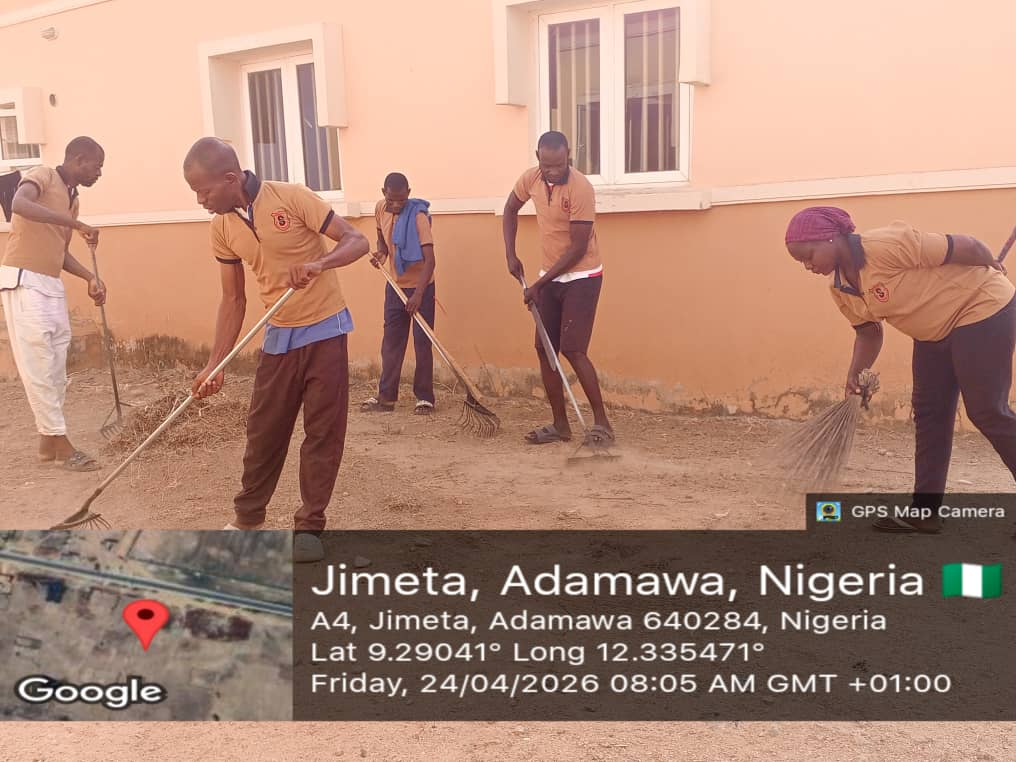 GPS Map Camera
Jimeta, Adamawa, Nigeria
A4, Jimeta, Adamawa 640284, Nigeria
Lat 9.29041° Long 12.335471°
Friday, 24/04/2026 08:05 AM GMT +01:00
Google